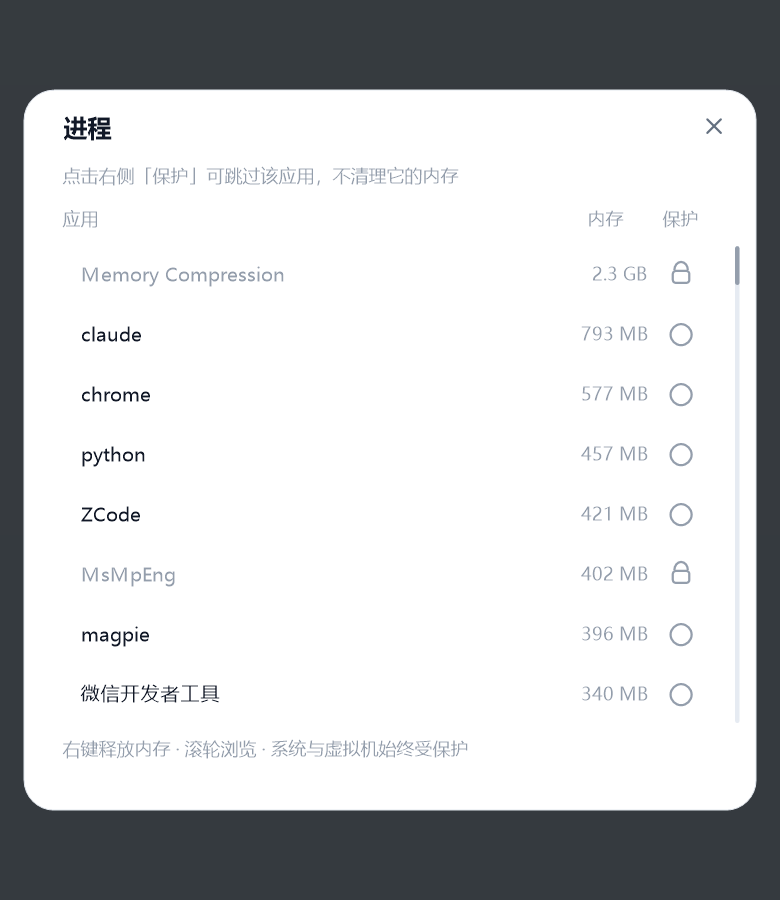 进程
点击右侧「保护」可跳过该应用，不清理它的内存
应用 内存 保护
Memory Compression 2.3 GB
claude 793 MB
chrome 577 MB
python 457 MB
ZCode 421 MB
MsMpEng 402 MB
magpie 396 MB
微信开发者工具 340 MB
右键释放内存 · 滚轮浏览 · 系统与虚拟机始终受保护